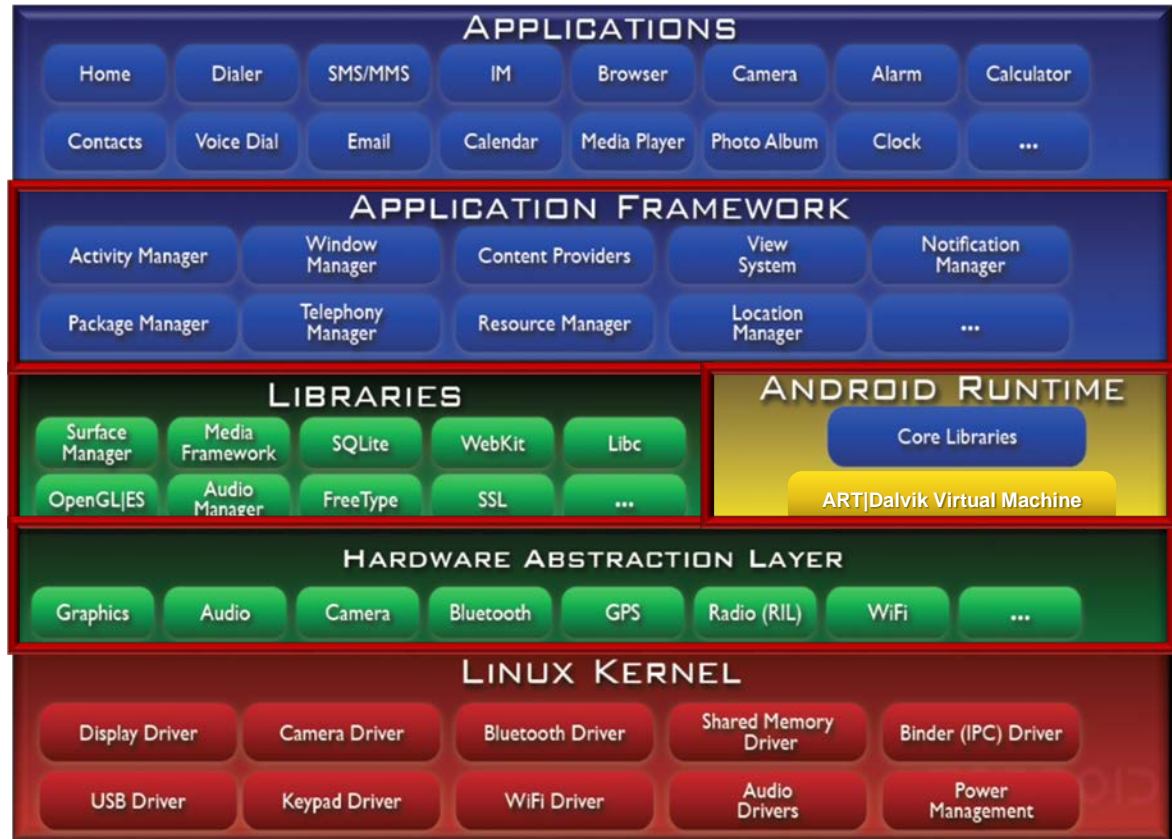 APPLICATIONS
Home Dialer SMS/MMS IM Browser Camera Alarm Calculator
Contacts Voice Dial Email Calendar Media Player Photo Album Clock ...
APPLICATION FRAMEWORK
Activity Manager
Window
Manager
Content Providers
View
System
Notification
Manager
Package Manager
Telephony
Manager
Resource Manager
Location
Manager
...
LIBRARIES
Surface
Manager
Media
Framework
SQLite
WebKit
Libc
OpenGL|ES
Audio
Manager
FreeType
SSL
...
ANDROID RUNTIME
Core Libraries
ART|Dalvik Virtual Machine
HARDWARE ABSTRACTION LAYER
Graphics Audio Camera Bluetooth GPS Radio (RIL) WiFi ...
LINUX KERNEL
Display Driver
Camera Driver
Bluetooth Driver
Shared Memory
Driver
Binder (IPC) Driver
USB Driver
Keypad Driver
WiFi Driver
Audio
Drivers
Power
Management